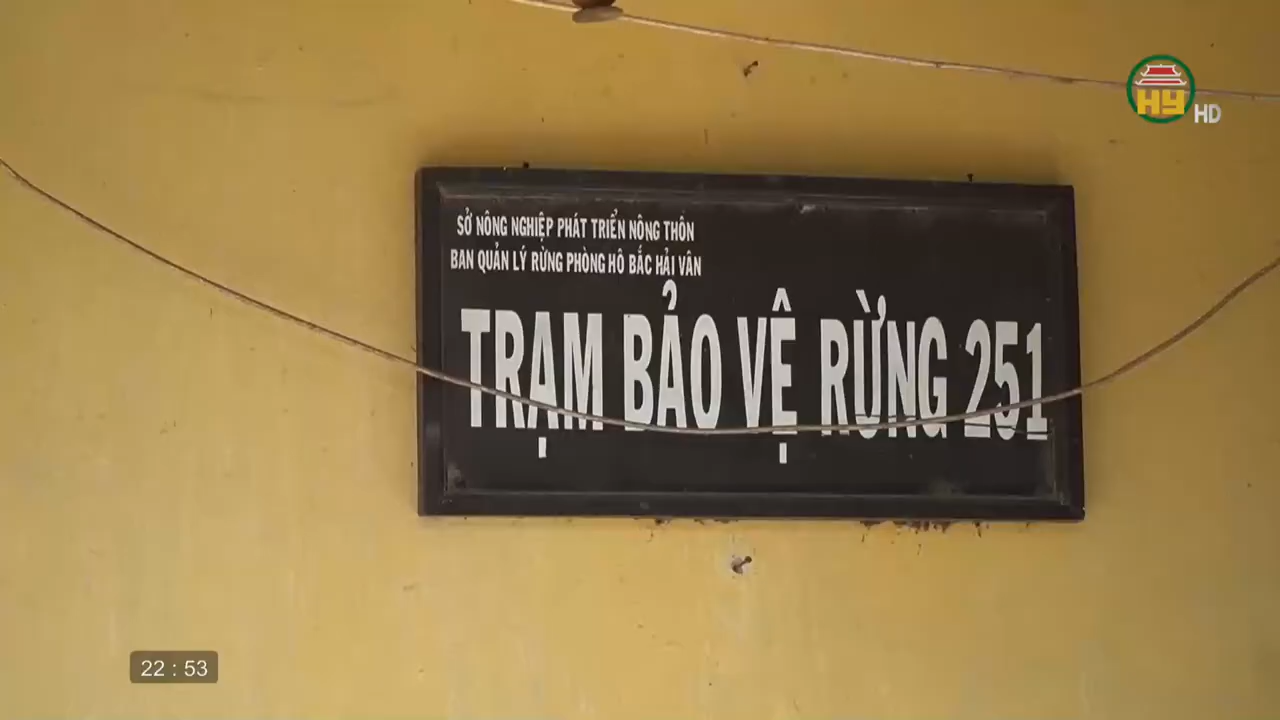 HY HD
SỞ NÔNG NGHIỆP PHÁT TRIỂN NÔNG THÔN
BAN QUẢN LÝ RỪNG PHÒNG HÔ BẮC HẢI VÂN
TRẠM BẢO VỆ RỪNG 251
22 : 53